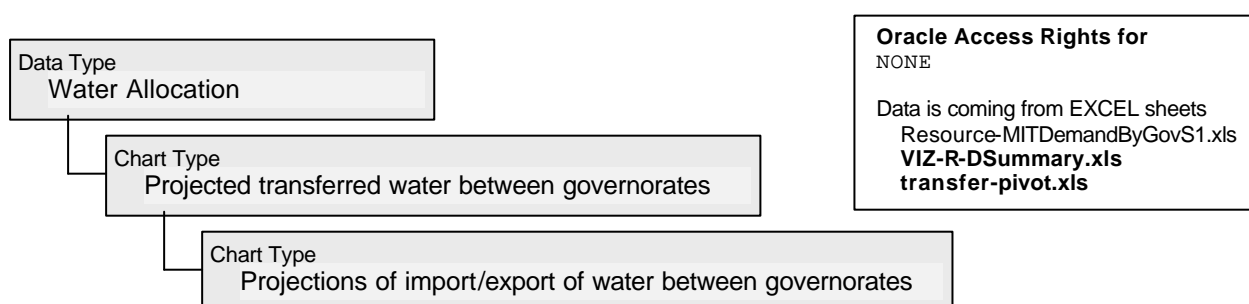 Data Type
Water Allocation
Chart Type
Projected transferred water between governorates
Chart Type
Projections of import/export of water between governorates
Oracle Access Rights for
NONE
Data is coming from EXCEL sheets
Resource-MITDemandByGovS1.xls
VIZ-R-DSummary.xls
transfer-pivot.xls